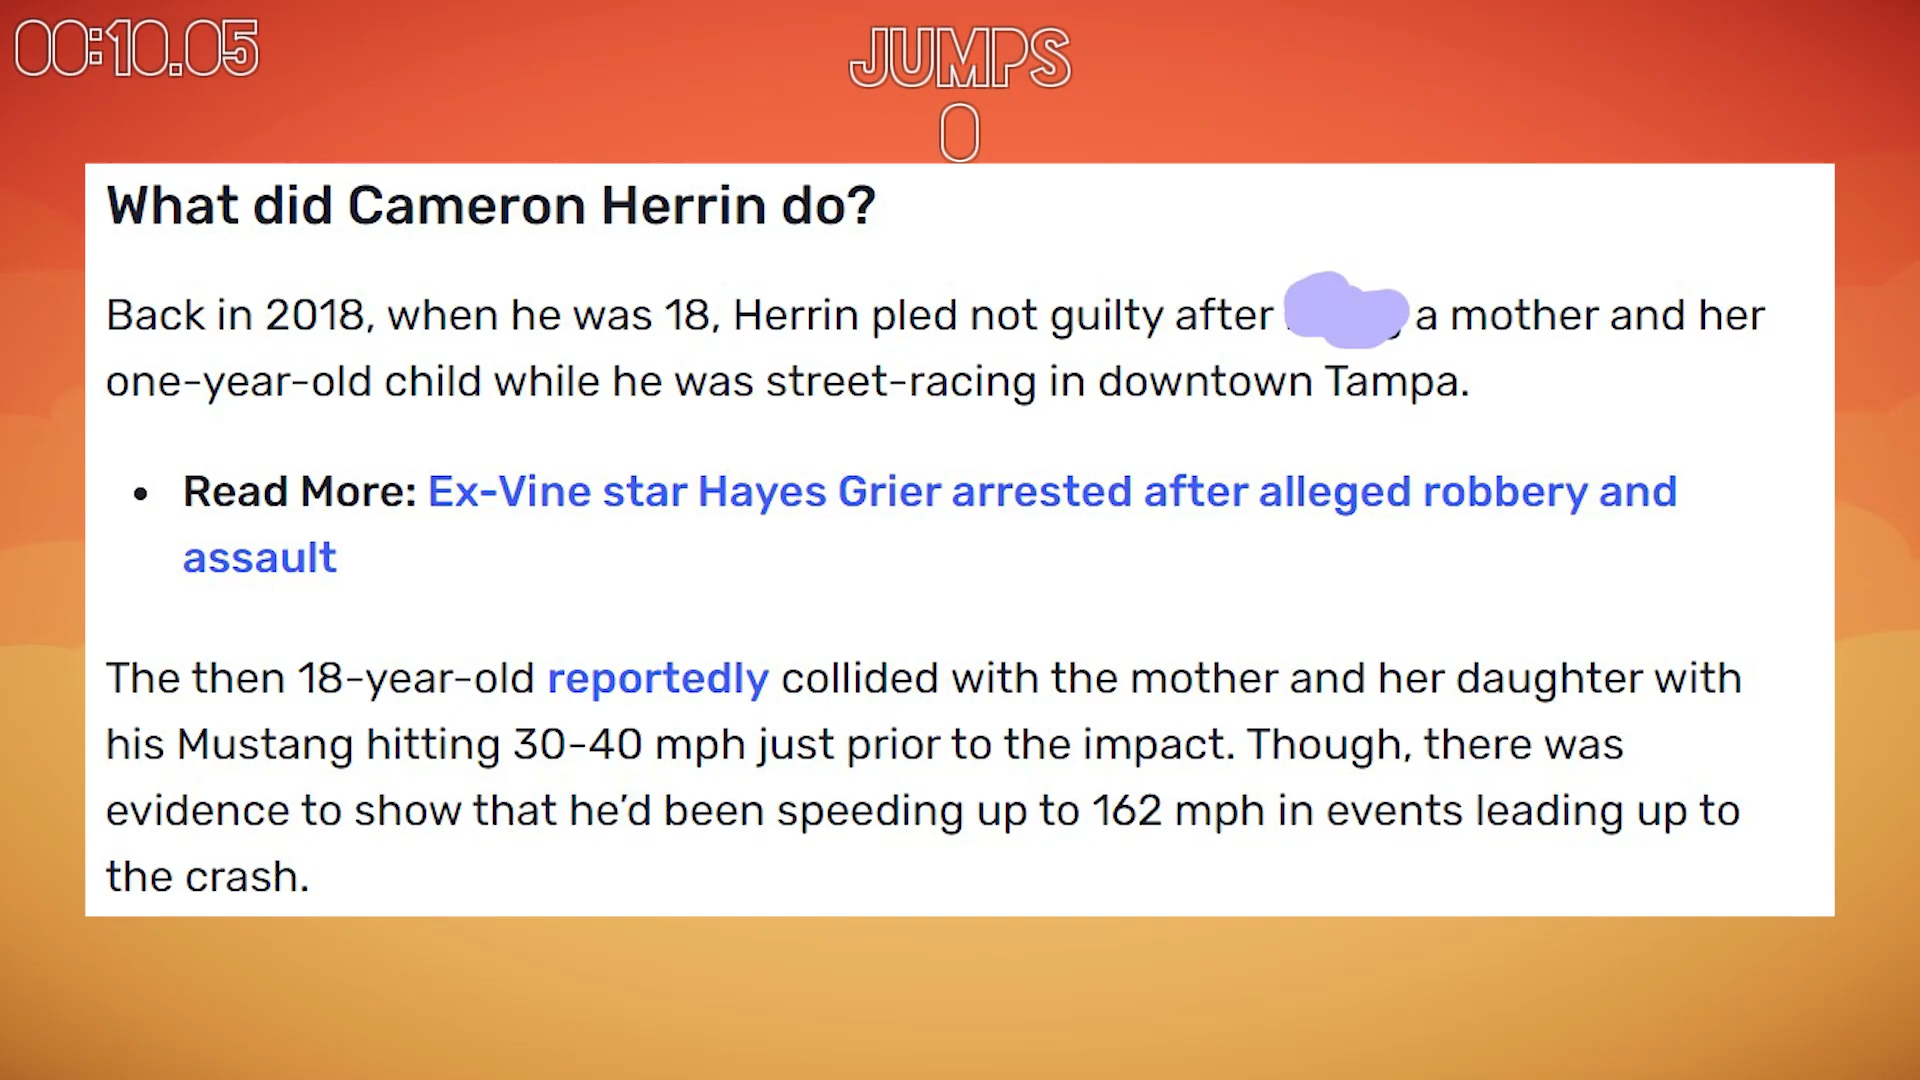 00:10.05
JUMPS
0
What did Cameron Herrin do?
Back in 2018, when he was 18, Herrin pled not guilty after a mother and her
one-year-old child while he was street-racing in downtown Tampa.
• Read More: Ex-Vine star Hayes Grier arrested after alleged robbery and
assault
The then 18-year-old reportedly collided with the mother and her daughter with
his Mustang hitting 30-40 mph just prior to the impact. Though, there was
evidence to show that he’d been speeding up to 162 mph in events leading up to
the crash.